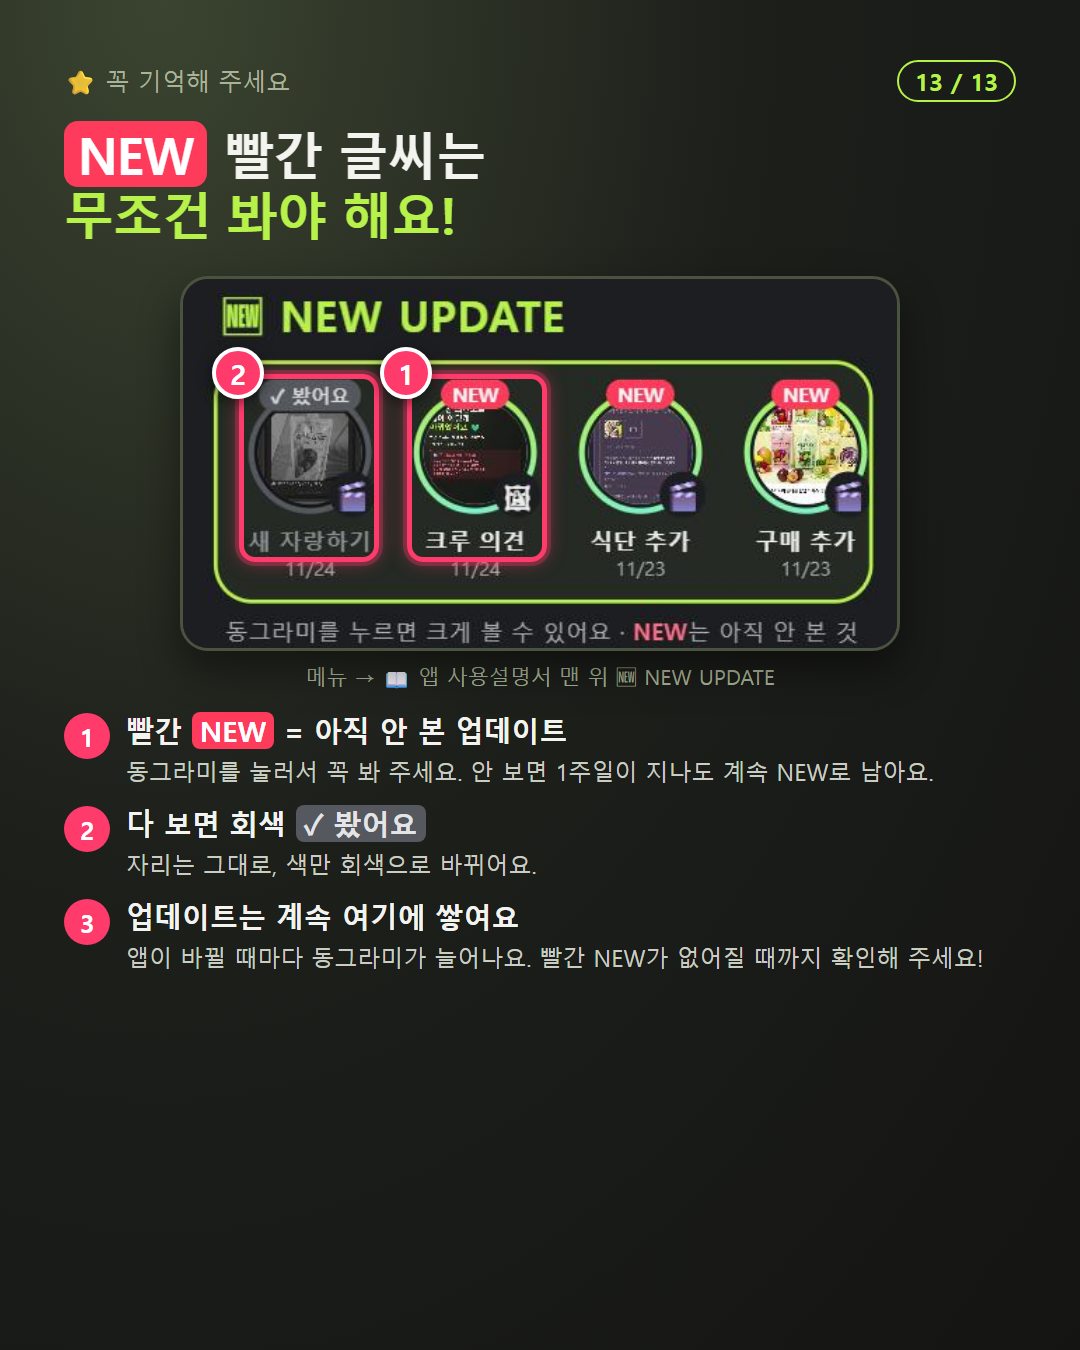 ⭐ 꼭 기억해 주세요
13 / 13
NEW 빨간 글씨는
무조건 봐야 해요!
🆕 NEW UPDATE
2
1
✓ 봤어요
NEW
NEW
NEW
새 자랑하기
크루 의견
식단 추가
구매 추가
11/24
11/24
11/23
11/23
동그라미를 누르면 크게 볼 수 있어요 · NEW는 아직 안 본 것
메뉴 → 📖 앱 사용설명서 맨 위 🆕 NEW UPDATE
1 빨간 NEW = 아직 안 본 업데이트
동그라미를 눌러서 꼭 봐 주세요. 안 보면 1주일이 지나도 계속 NEW로 남아요.
2 다 보면 회색 ✓ 봤어요
자리는 그대로, 색만 회색으로 바뀌어요.
3 업데이트는 계속 여기에 쌓여요
앱이 바뀔 때마다 동그라미가 늘어나요. 빨간 NEW가 없어질 때까지 확인해 주세요!